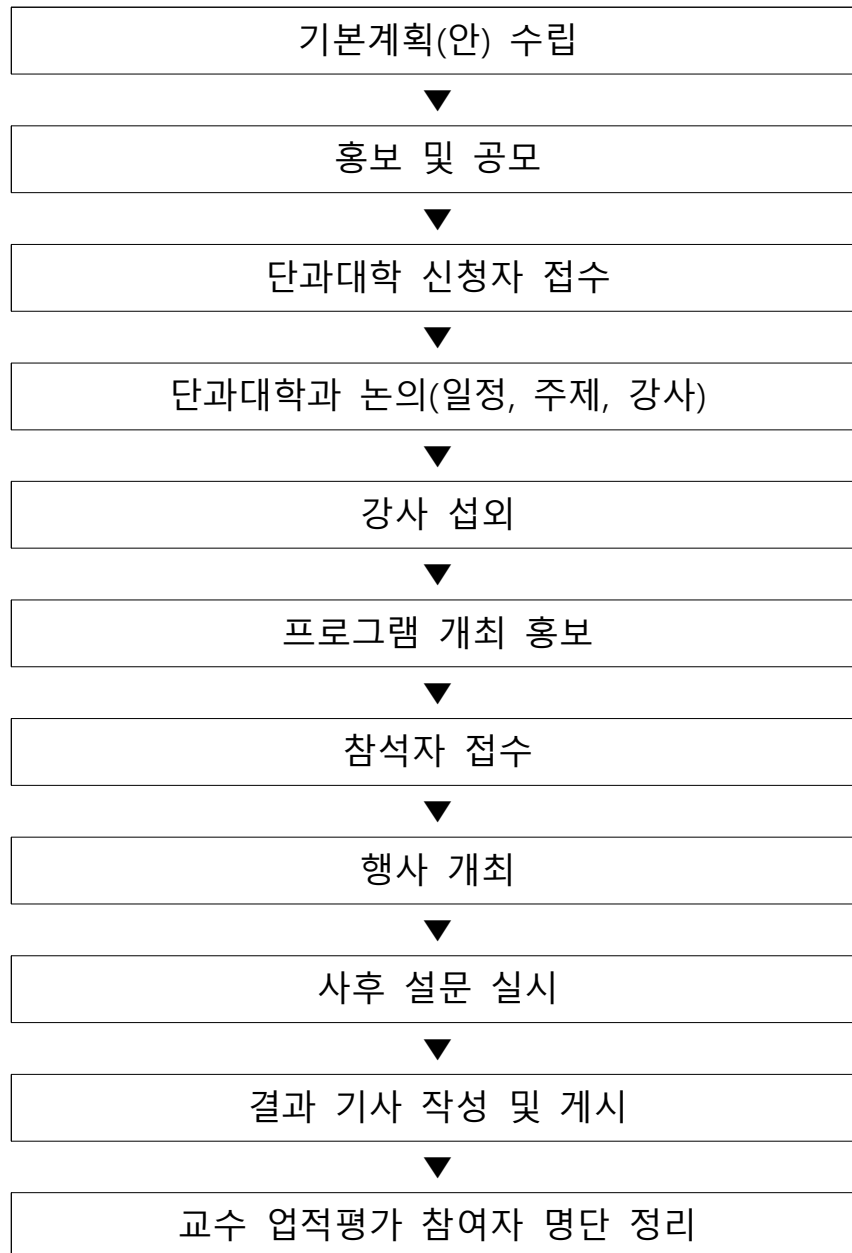 기본계획(안) 수립
▼
홍보 및 공모
▼
단과대학 신청자 접수
▼
단과대학과 논의(일정, 주제, 강사)
▼
강사 섭외
▼
프로그램 개최 홍보
▼
참석자 접수
▼
행사 개최
▼
사후 설문 실시
▼
결과 기사 작성 및 게시
▼
교수 업적평가 참여자 명단 정리